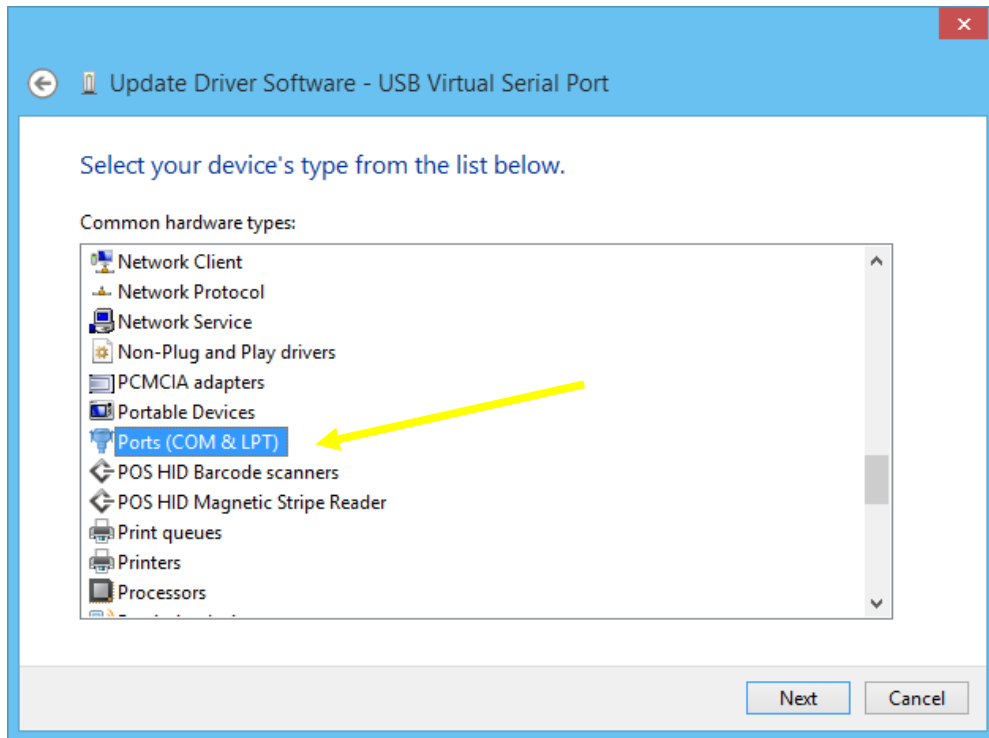 Update Driver Software - USB Virtual Serial Port
Select your device's type from the list below.
Common hardware types:
Network Client
Network Protocol
Network Service
Non-Plug and Play drivers
PCMCIA adapters
Portable Devices
Ports (COM & LPT)
POS HID Barcode scanners
POS HID Magnetic Stripe Reader
Print queues
Printers
Processors
Next
Cancel